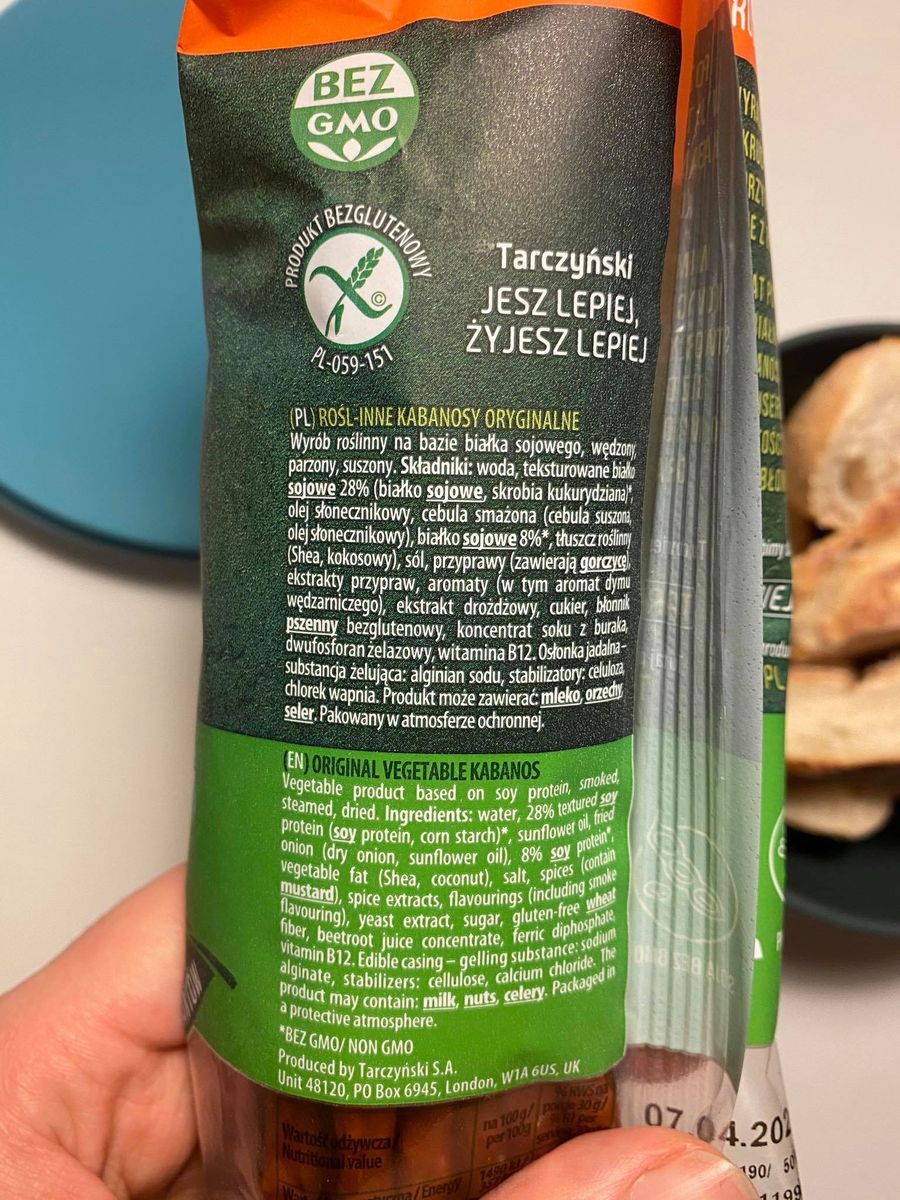 BEZ
GMO
PRODUKT BEZGLUTENOWY
©
PL-059-151
Tarczyński
JESZ LEPIEJ,
ŻYJESZ LEPIEJ
(PL) ROŚL-INNE KABANOSY ORYGINALNE
Wyrób roślinny na bazie białka sojowego, wędzony,
parzony, suszony. Składniki: woda, teksturowane białko
sojowe 28% (białko sojowe, skrobia kukurydziana)*,
olej słonecznikowy, cebula smażona (cebula suszona,
olej słonecznikowy), białko sojowe 8%*, tłuszcz roślinny
(Shea, kokosowy), sól, przyprawy (zawierają gorczycę),
ekstrakty przypraw, aromaty (w tym aromat dymu
wędzarniczego), ekstrakt drożdżowy, cukier, błonnik
pszenny bezglutenowy, koncentrat soku z buraka,
dwufosforan żelazowy, witamina B12. Osłonka jadalna –
substancja żelująca: alginian sodu, stabilizatory: celuloza,
chlorek wapnia. Produkt może zawierać: mleko, orzechy,
seler. Pakowany w atmosferze ochronnej.
(EN) ORIGINAL VEGETABLE KABANOS
Vegetable product based on soy protein, smoked,
steamed, dried. Ingredients: water, 28% textured soy
protein (soy protein, corn starch)*, sunflower oil, fried
onion (dry onion, sunflower oil), 8% soy protein*,
vegetable fat (Shea, coconut), salt, spices (contain
mustard), spice extracts, flavourings (including smoke
flavouring), yeast extract, sugar, gluten-free wheat
fiber, beetroot juice concentrate, ferric diphosphate,
vitamin B12. Edible casing – gelling substance: sodium
alginate, stabilizers: cellulose, calcium chloride. The
product may contain: milk, nuts, celery. Packaged in
a protective atmosphere.
*BEZ GMO/ NON GMO
Produced by Tarczyński S.A.
Unit 48120, PO Box 6945, London, W1A 6US, UK
Wartość odżywcza/
Nutritional value
na 100 g/
per 100g
07.04.202